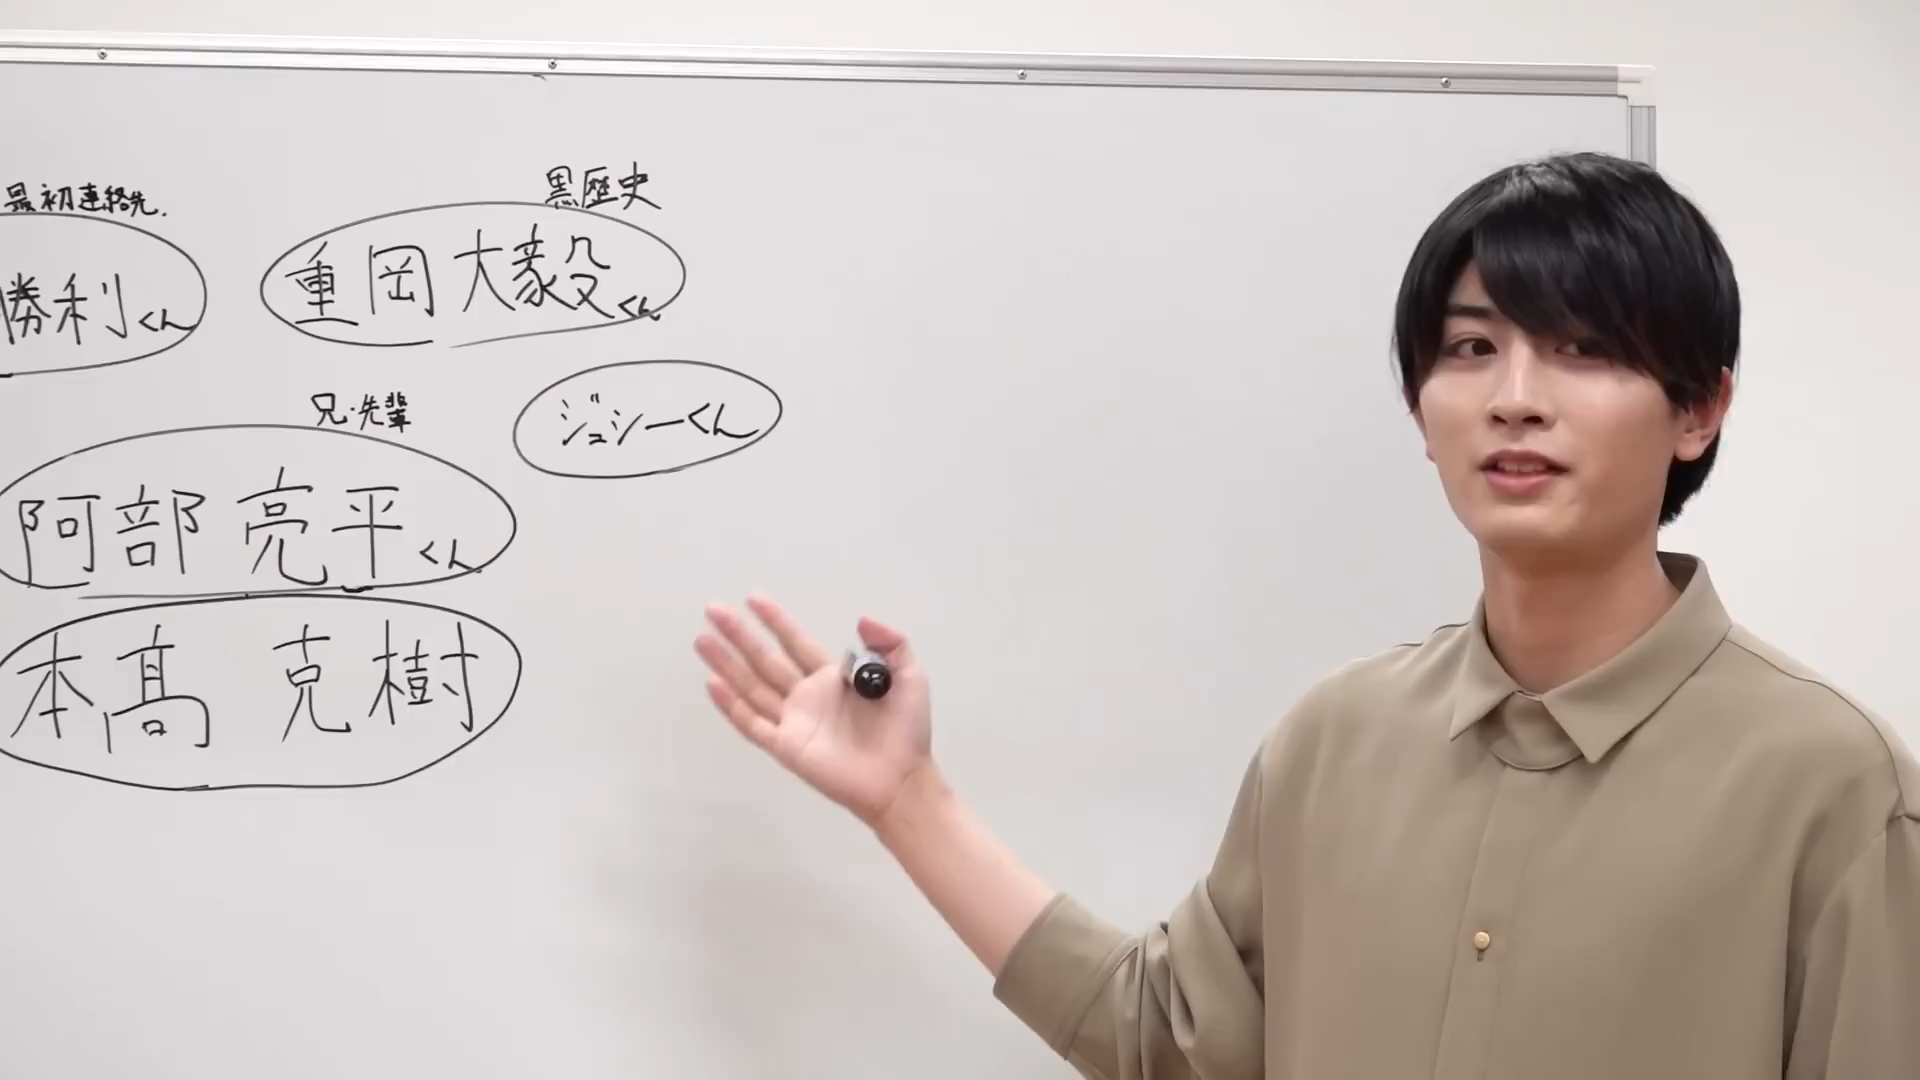 最初連絡先.
勝利くん
黒歴史
重岡大毅くん
ジュシーくん
兄・先輩
阿部亮平くん
本髙克樹